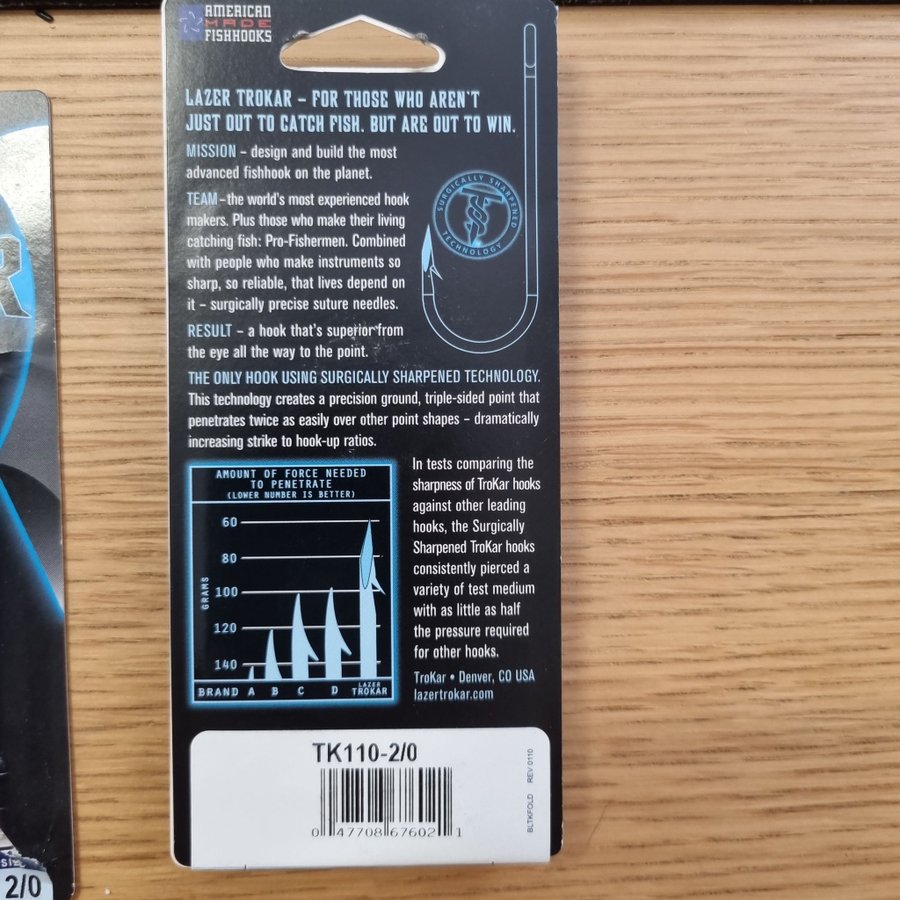 AMERICAN
MADE
FISHHOOKS
LAZER TROKAR – FOR THOSE WHO AREN'T
JUST OUT TO CATCH FISH. BUT ARE OUT TO WIN.
MISSION – design and build the most
advanced fishhook on the planet.
TEAM – the world's most experienced hook
makers. Plus those who make their living
catching fish: Pro-Fishermen. Combined
with people who make instruments so
sharp, so reliable, that lives depend on
it – surgically precise suture needles.
RESULT – a hook that's superior from
the eye all the way to the point.
SURGICALLY SHARPENED
TECHNOLOGY
THE ONLY HOOK USING SURGICALLY SHARPENED TECHNOLOGY.
This technology creates a precision ground, triple-sided point that
penetrates twice as easily over other point shapes – dramatically
increasing strike to hook-up ratios.
AMOUNT OF FORCE NEEDED
TO PENETRATE
(LOWER NUMBER IS BETTER)
60
80
100
120
140
GRAMS
BRAND A B C D LAZER TROKAR
In tests comparing the
sharpness of TroKar hooks
against other leading
hooks, the Surgically
Sharpened TroKar hooks
consistently pierced a
variety of test medium
with as little as half
the pressure required
for other hooks.
TroKar • Denver, CO USA
lazertrokar.com
TK110-2/0
0 47708 67602 1
BLTKFOLD REV 0110
R
2/0